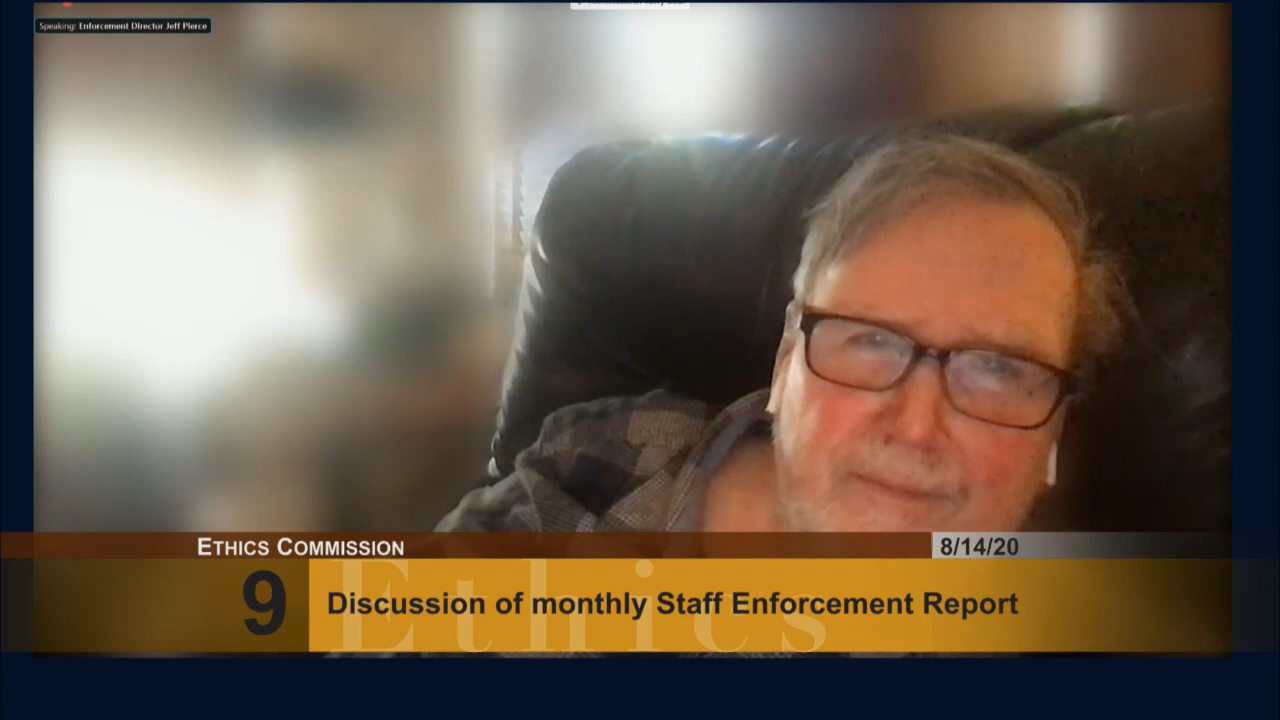 Speaking: Enforcement Director Jeff Pierce
ETHICS COMMISSION
8/14/20
9
Discussion of monthly Staff Enforcement Report
Ethics